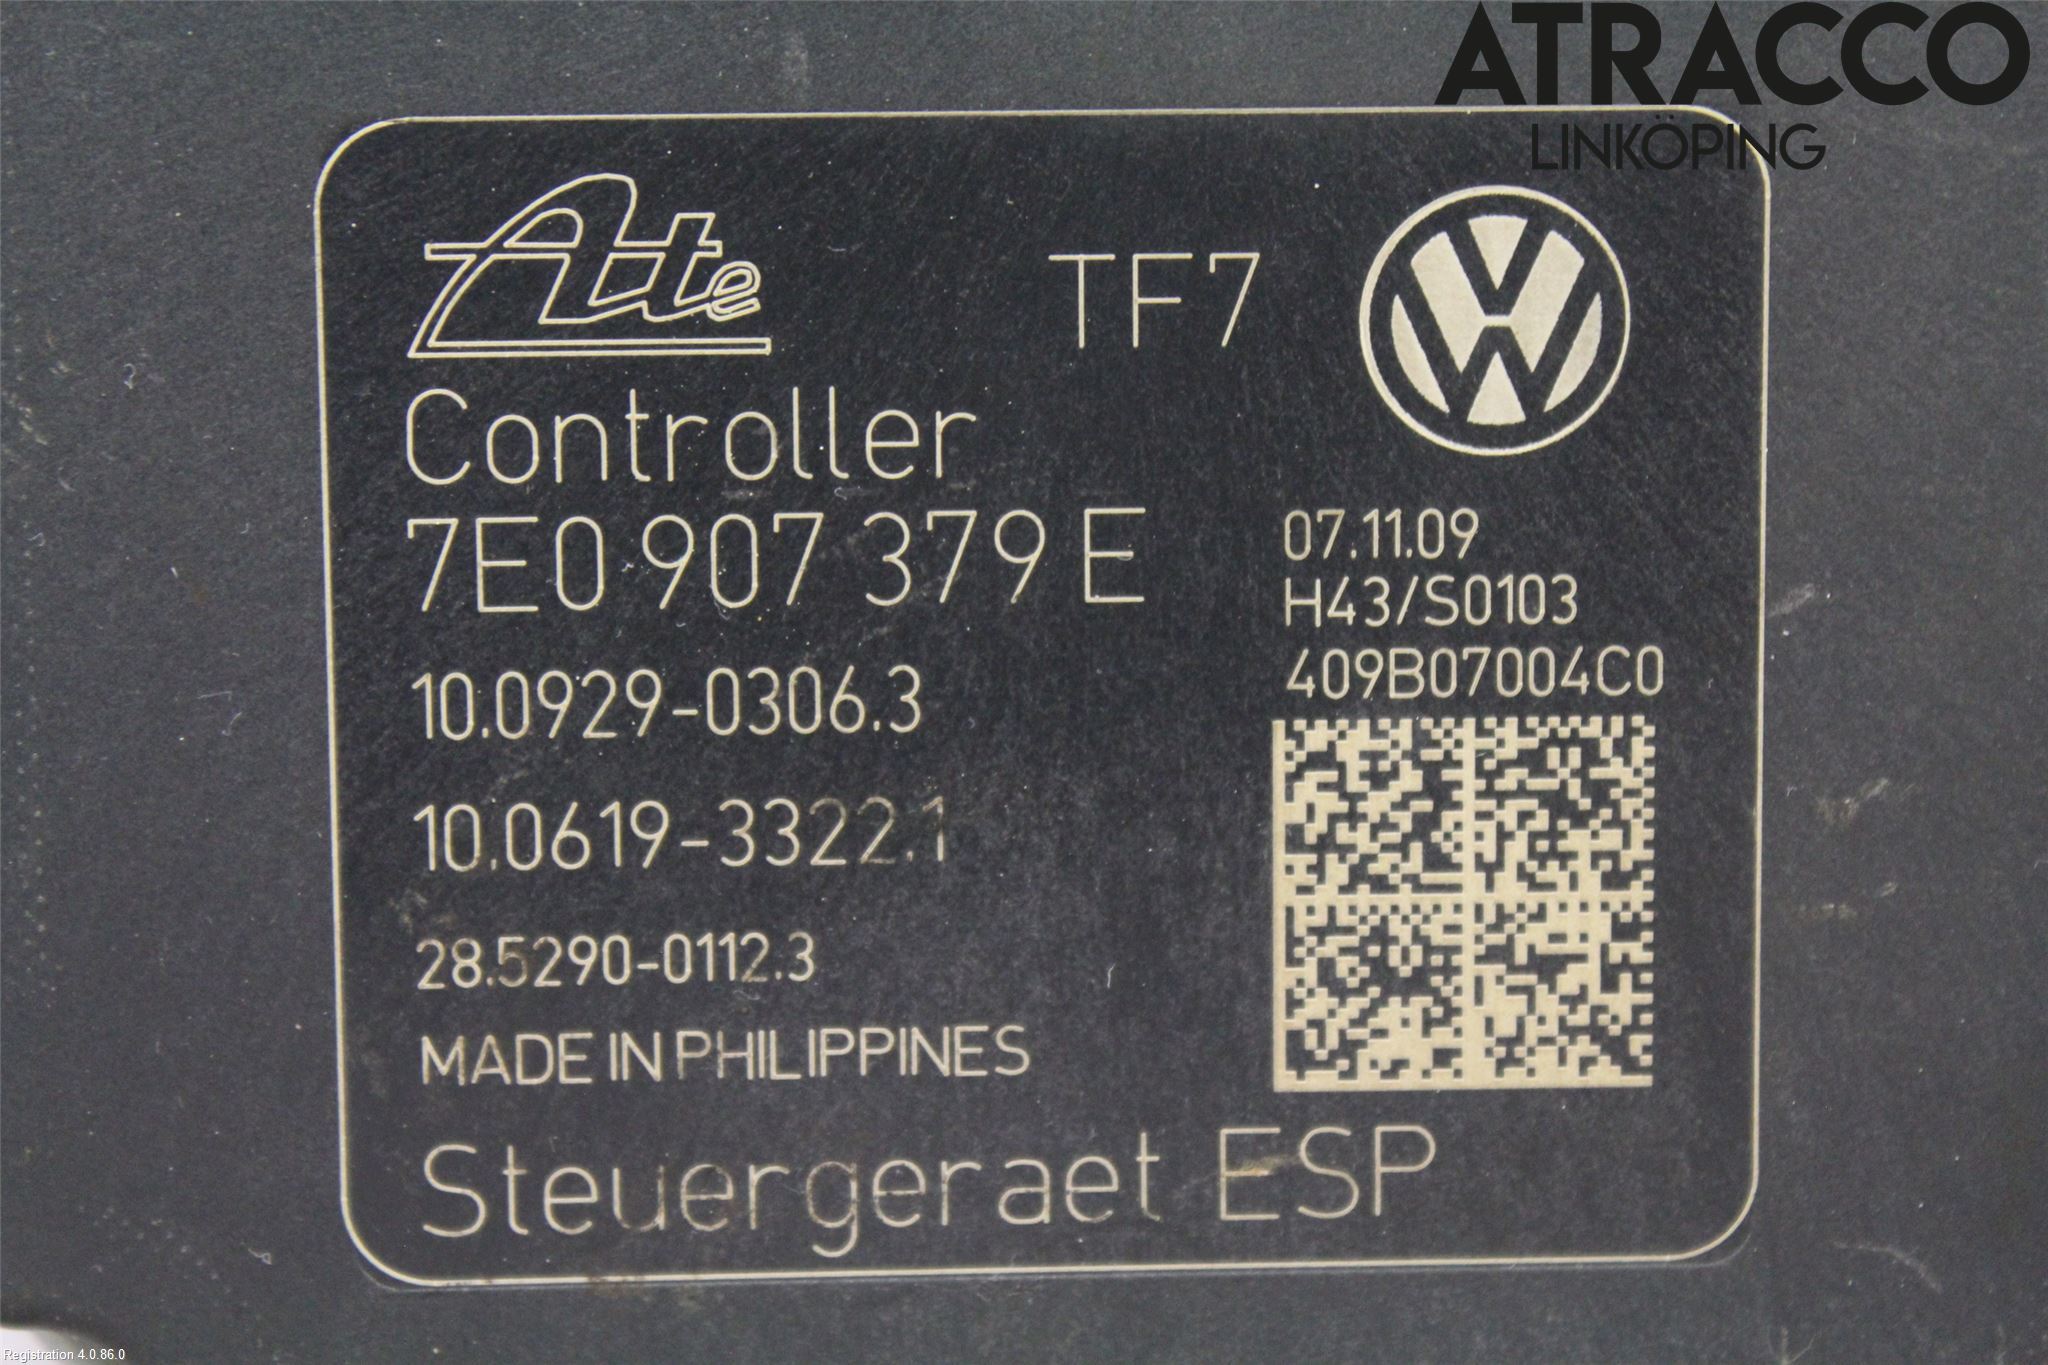 ATRACCO
LINKÖPING
Ate TF7
Controller
7E0 907 379 E
07.11.09
H43/S0103
409B07004C0
10.0929-0306.3
10.0619-3322.1
28.5290-0112.3
MADE IN PHILIPPINES
Steuergeraet ESP
Registration 4.0.86.0